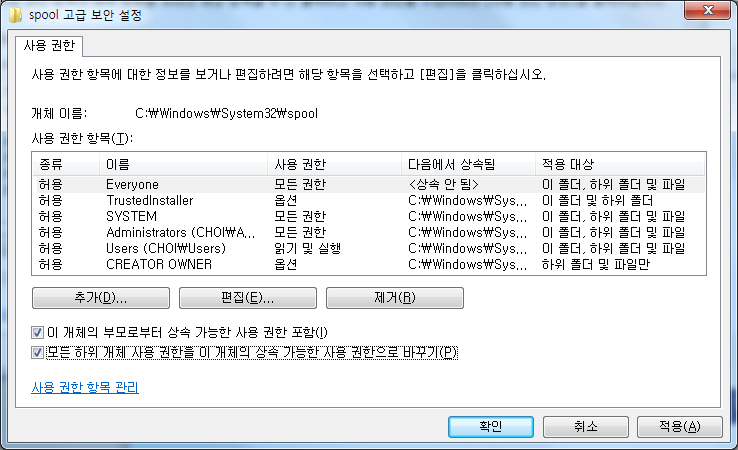 spool 고급 보안 설정
사용 권한
사용 권한 항목에 대한 정보를 보거나 편집하려면 해당 항목을 선택하고 [편집]을 클릭하십시오.
개체 이름: C:₩Windows₩System32₩spool
사용 권한 항목(T):
종류 이름 사용 권한 다음에서 상속됨 적용 대상
허용 Everyone 모든 권한 <상속 안 됨> 이 폴더, 하위 폴더 및 파일
허용 TrustedInstaller 옵션 C:₩Windows₩Sys... 이 폴더 및 하위 폴더
허용 SYSTEM 모든 권한 C:₩Windows₩Sys... 이 폴더, 하위 폴더 및 파일
허용 Administrators (CHOI₩A... 모든 권한 C:₩Windows₩Sys... 이 폴더, 하위 폴더 및 파일
허용 Users (CHOI₩Users) 읽기 및 실행 C:₩Windows₩Sys... 이 폴더, 하위 폴더 및 파일
허용 CREATOR OWNER 옵션 C:₩Windows₩Sys... 하위 폴더 및 파일만
추가(D)... 편집(E)... 제거(R)
이 개체의 부모로부터 상속 가능한 사용 권한 포함(I)
모든 하위 개체 사용 권한을 이 개체의 상속 가능한 사용 권한으로 바꾸기(P)
사용 권한 항목 관리
확인 취소 적용(A)